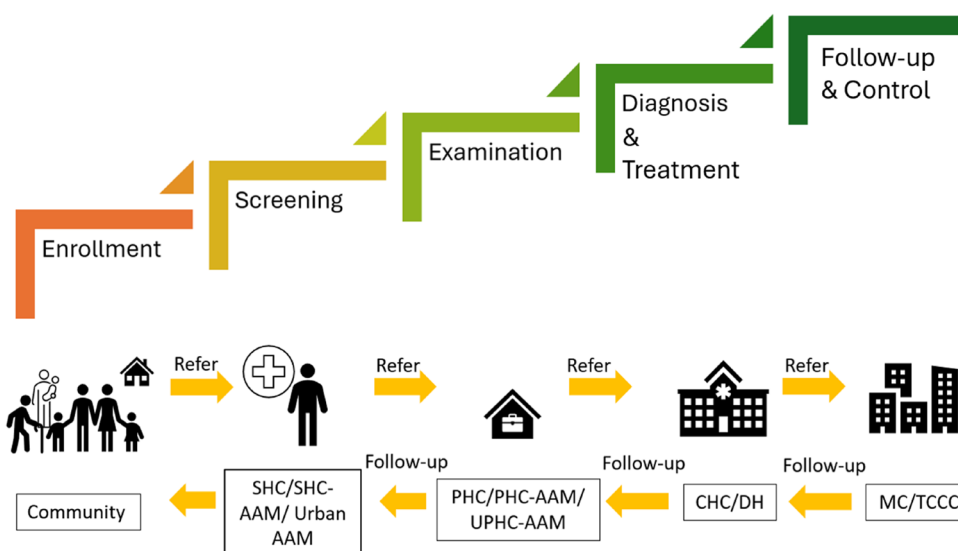 Enrollment
Screening
Examination
Diagnosis
&
Treatment
Follow-up
& Control
Refer
Refer
Refer
Refer
Follow-up
Follow-up
Follow-up
Community
SHC/SHC-
AAM/ Urban
AAM
PHC/PHC-AAM/
UPHC-AAM
CHC/DH
MC/TCCC